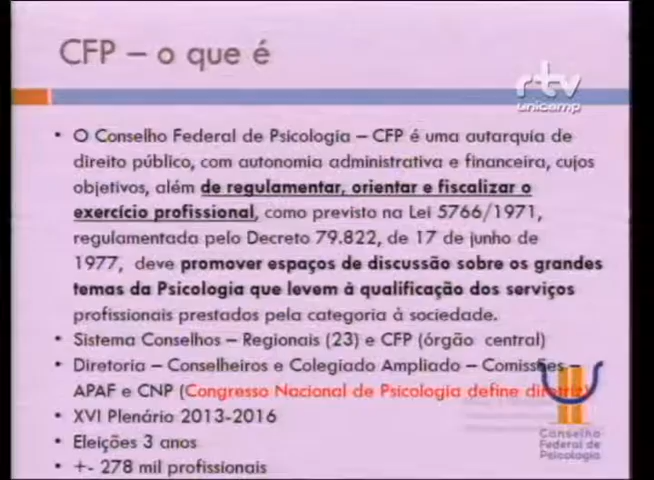 CFP – o que é
rtv
unicamp
• O Conselho Federal de Psicologia – CFP é uma autarquia de
direito público, com autonomia administrativa e financeira, cujos
objetivos, além de regulamentar, orientar e fiscalizar o
exercício profissional, como previsto na Lei 5766/1971,
regulamentada pelo Decreto 79.822, de 17 de junho de
1977, deve promover espaços de discussão sobre os grandes
temas da Psicologia que levem à qualificação dos serviços
profissionais prestados pela categoria à sociedade.
• Sistema Conselhos – Regionais (23) e CFP (órgão central)
• Diretoria – Conselheiros e Colegiado Ampliado – Comissões –
APAF e CNP (Congresso Nacional de Psicologia define diretriz)
• XVI Plenário 2013-2016
• Eleições 3 anos
• +- 278 mil profissionais
Conselho
Federal de
Psicologia